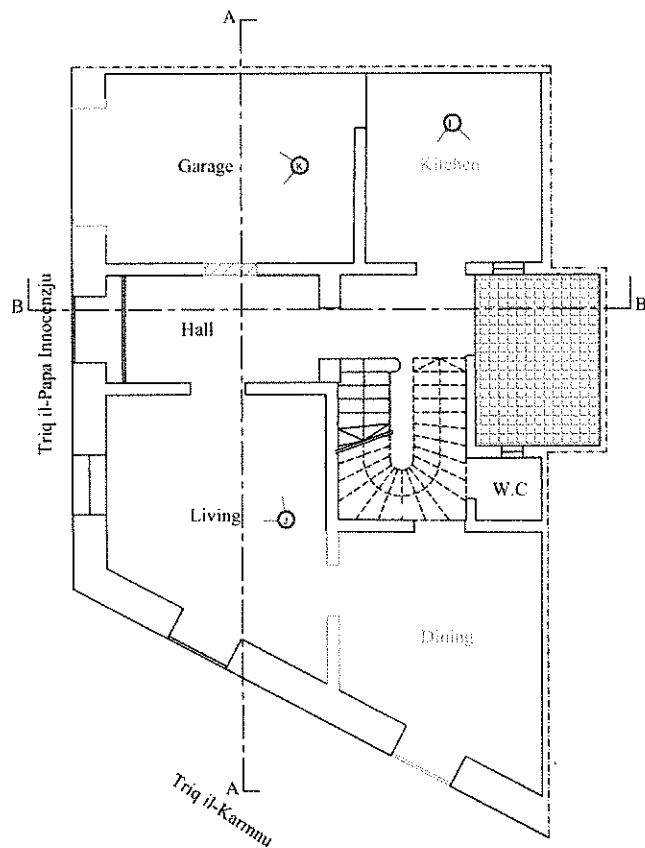 A
Garage
K
Kitchen
B
B
Hall
Triq il-Papa Innocenzju
W.C
Living
J
Dining
A
Triq il-Karmnu